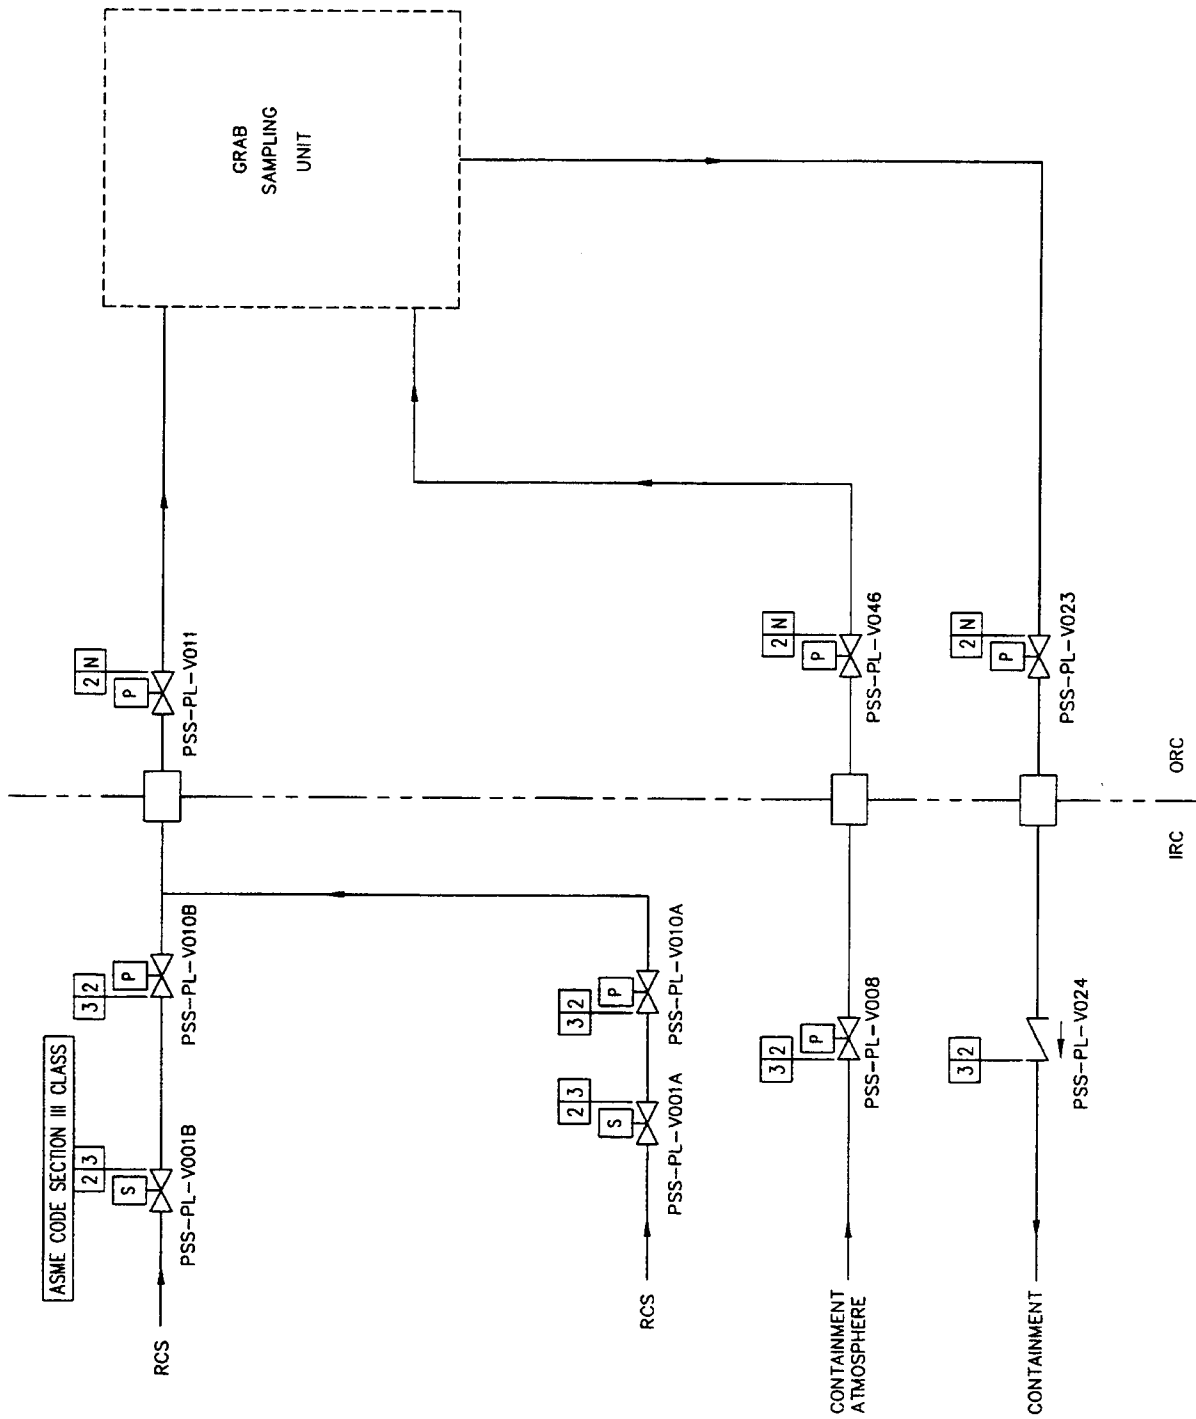 ASME CODE SECTION III CLASS
2 3
S
PSS-PL-V001B
RCS
3 2
P
PSS-PL-V010B
2 N
P
PSS-PL-V011
GRAB
SAMPLING
UNIT
2 3
S
PSS-PL-V001A
RCS
3 2
P
PSS-PL-V010A
CONTAINMENT
ATMOSPHERE
3 2
P
PSS-PL-V008
2 N
P
PSS-PL-V046
CONTAINMENT
3 2
PSS-PL-V024
2 N
P
PSS-PL-V023
IRC
ORC